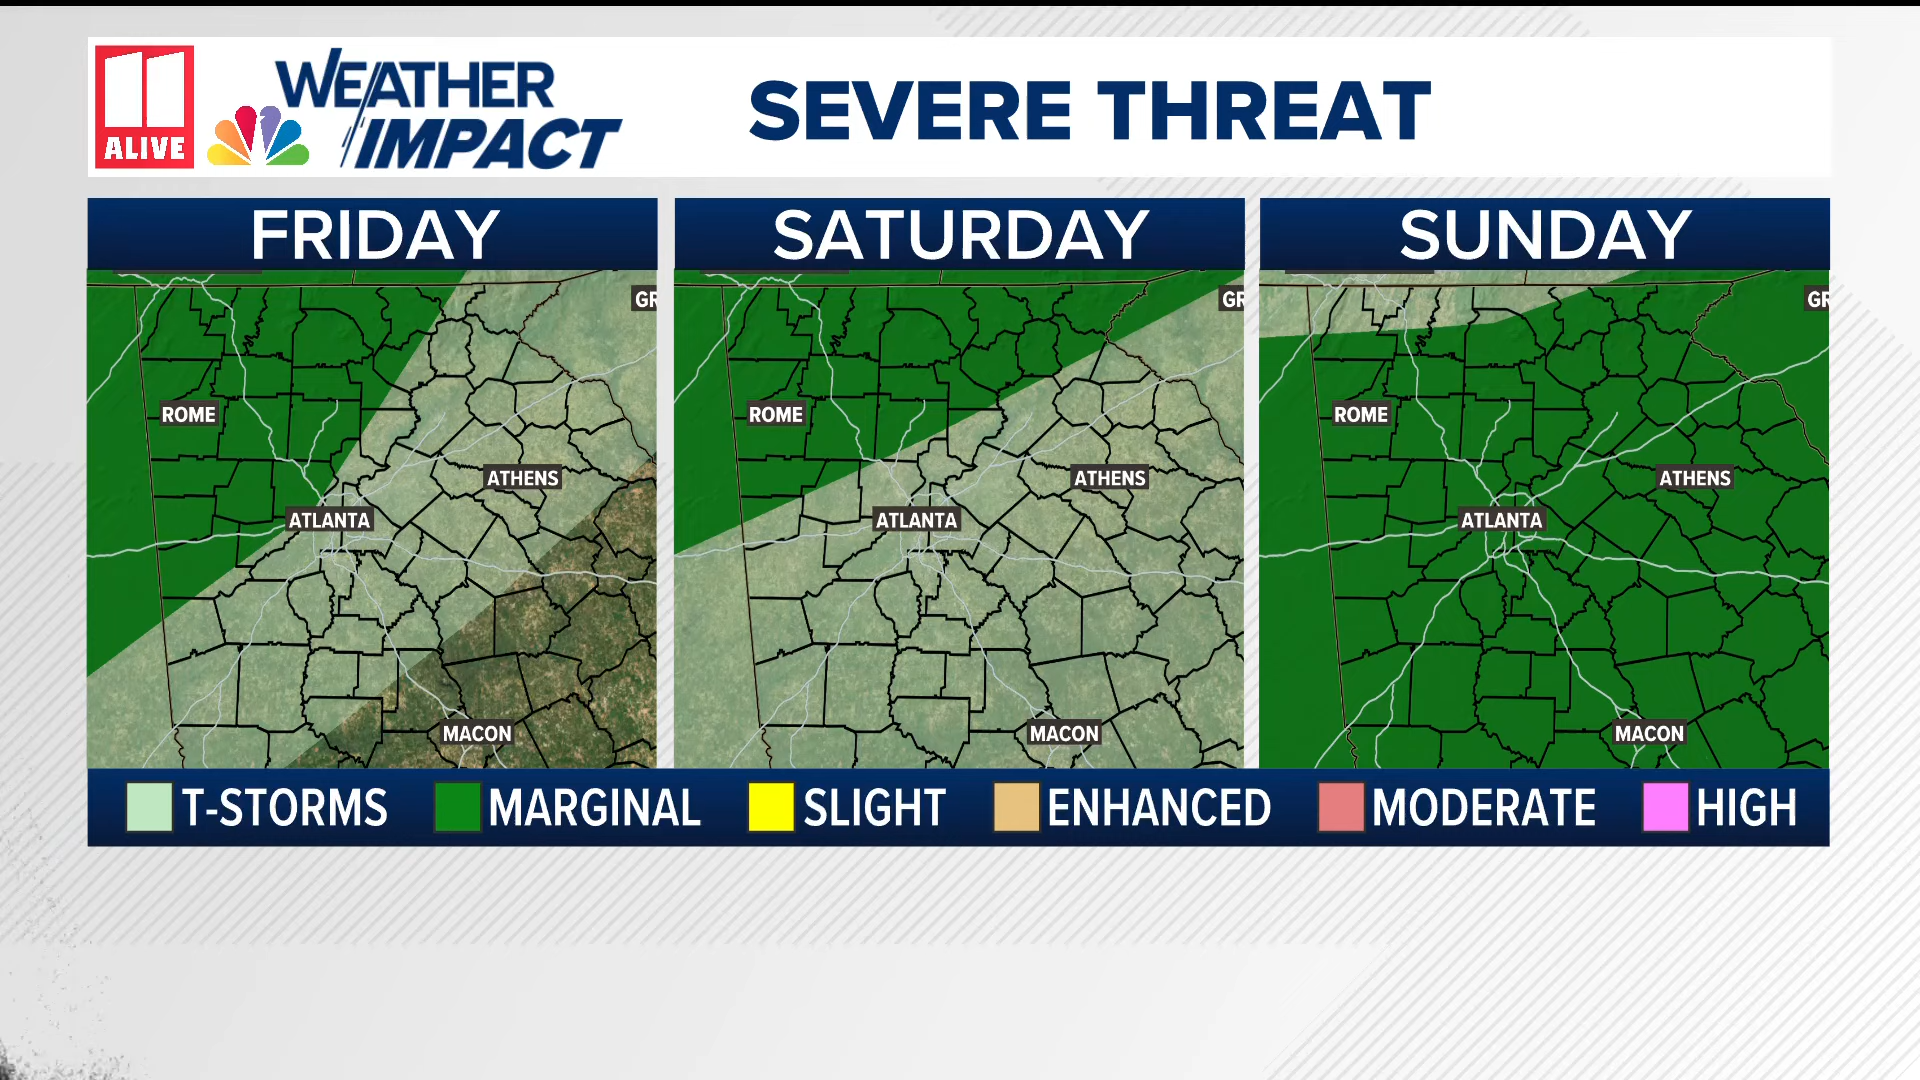 11
ALIVE
WEATHER
IMPACT
SEVERE THREAT
FRIDAY
SATURDAY
SUNDAY
GR
ROME
ATHENS
ATLANTA
MACON
GR
ROME
ATHENS
ATLANTA
MACON
GR
ROME
ATHENS
ATLANTA
MACON
T-STORMS
MARGINAL
SLIGHT
ENHANCED
MODERATE
HIGH